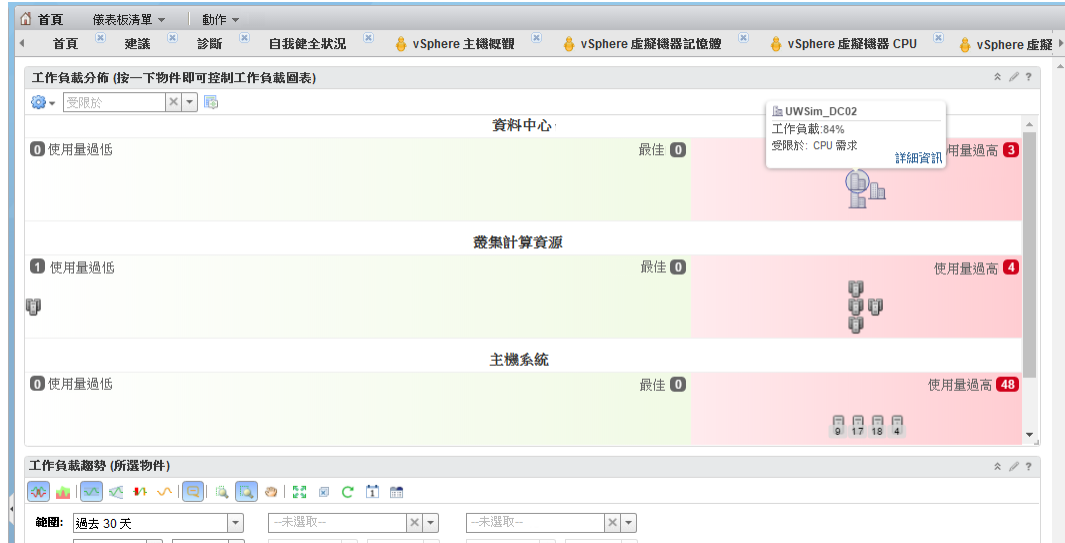 首頁 儀表板清單 動作
首頁 建議 診斷 自我健全狀況 vSphere 主機概觀 vSphere 虛擬機器記憶體 vSphere 虛擬機器 CPU vSphere 虛擬
工作負載分佈 (按一下物件即可控制工作負載圖表) ?
受限於
UWSim_DC02
工作負載:84%
受限於: CPU 需求
詳細資訊
資料中心
0 使用量過低 最佳 0 用量過高 3
叢集計算資源
1 使用量過低 最佳 0 使用量過高 4
主機系統
0 使用量過低 最佳 0 使用量過高 48
9 17 18 4
工作負載趨勢 (所選物件) ?
1
範圍: 過去 30 天 --未選取-- --未選取--